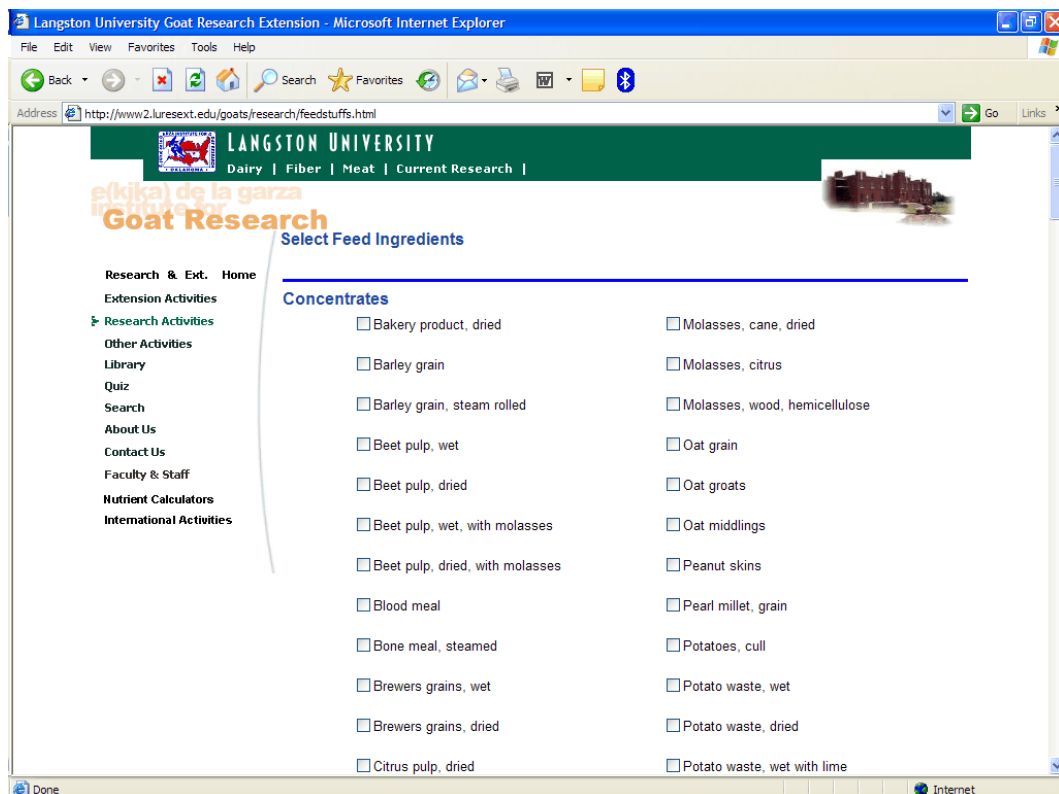 Langston University Goat Research Extension - Microsoft Internet Explorer
File Edit View Favorites Tools Help
Back Search Favorites
Address http://www2.luresext.edu/goats/research/feedstuffs.html Go Links
LANGSTON UNIVERSITY
OKLAHOMA
Dairy | Fiber | Meat | Current Research |
e(kika) de la garza
institute for
Goat Research
Select Feed Ingredients
Research & Ext. Home
Extension Activities
Research Activities
Other Activities
Library
Quiz
Search
About Us
Contact Us
Faculty & Staff
Nutrient Calculators
International Activities
Concentrates
Bakery product, dried Molasses, cane, dried
Barley grain Molasses, citrus
Barley grain, steam rolled Molasses, wood, hemicellulose
Beet pulp, wet Oat grain
Beet pulp, dried Oat groats
Beet pulp, wet, with molasses Oat middlings
Beet pulp, dried, with molasses Peanut skins
Blood meal Pearl millet, grain
Bone meal, steamed Potatoes, cull
Brewers grains, wet Potato waste, wet
Brewers grains, dried Potato waste, dried
Citrus pulp, dried Potato waste, wet with lime
Done Internet